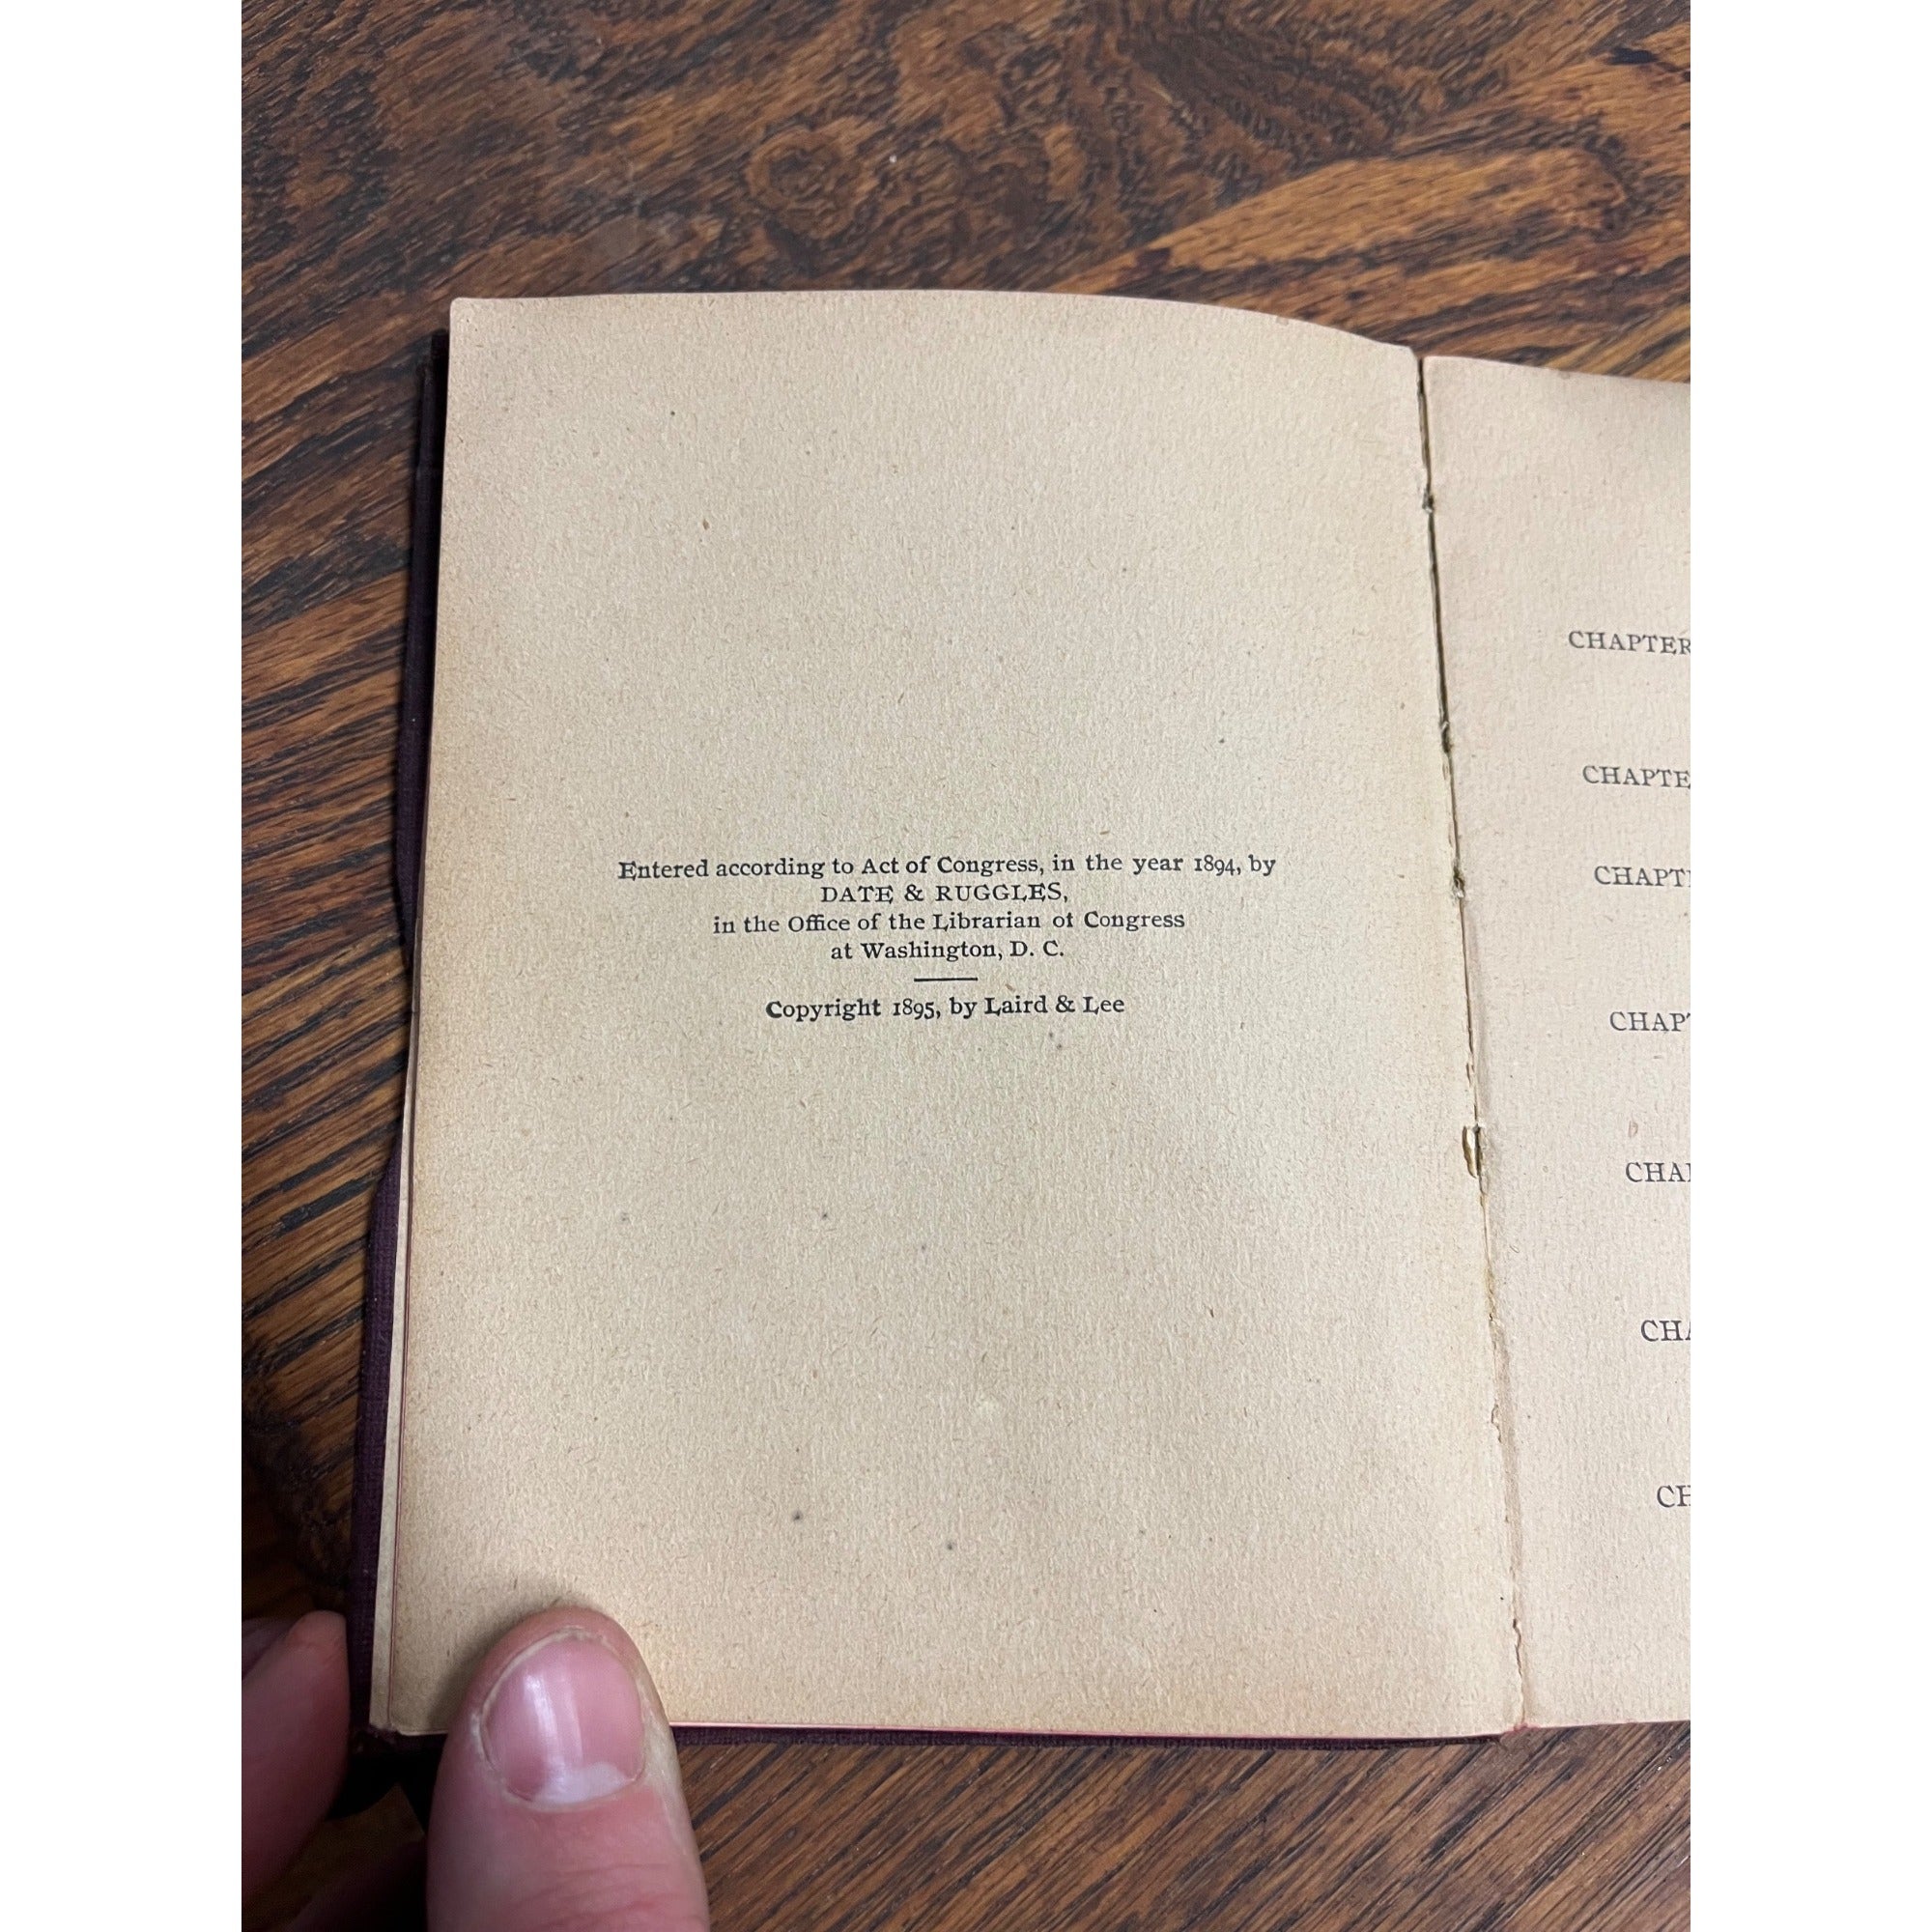 Entered according to Act of Congress, in the year 1894, by
DATE & RUGGLES,
in the Office of the Librarian of Congress
at Washington, D. C.
Copyright 1895, by Laird & Lee
CHAPTER
CHAPTE
CHAPT
CHAP
CHA
CHA
CH